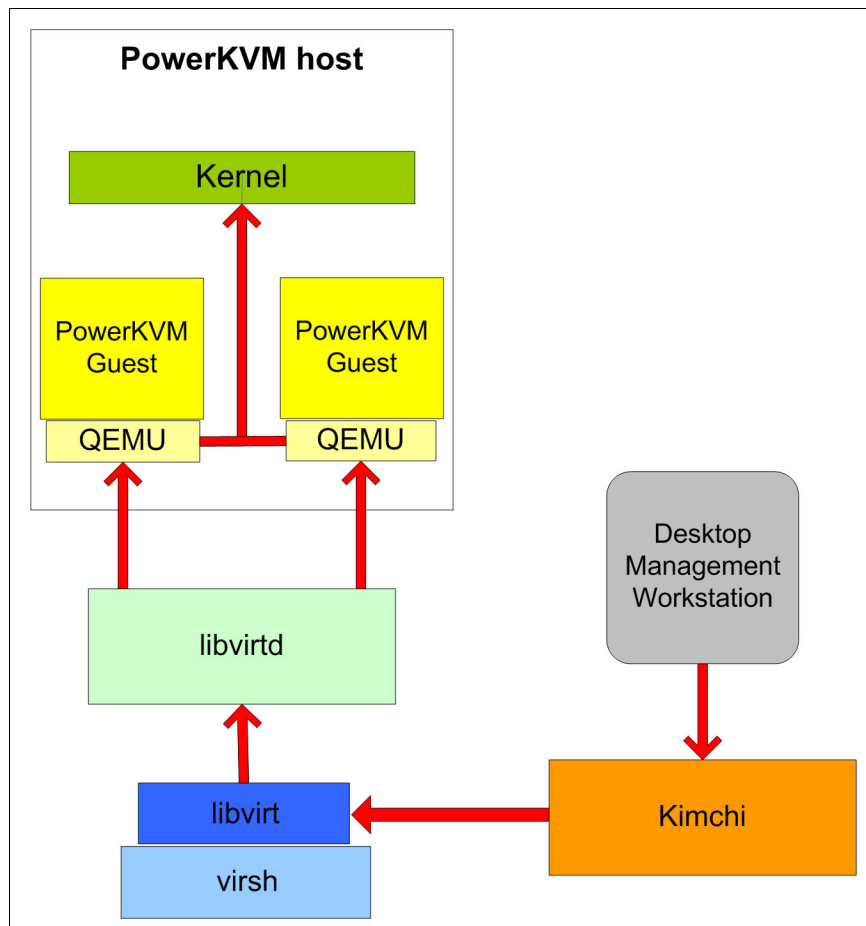 PowerKVM host
Kernel
PowerKVM
Guest
PowerKVM
Guest
QEMU
QEMU
Desktop
Management
Workstation
libvirtd
libvirt
Kimchi
virsh